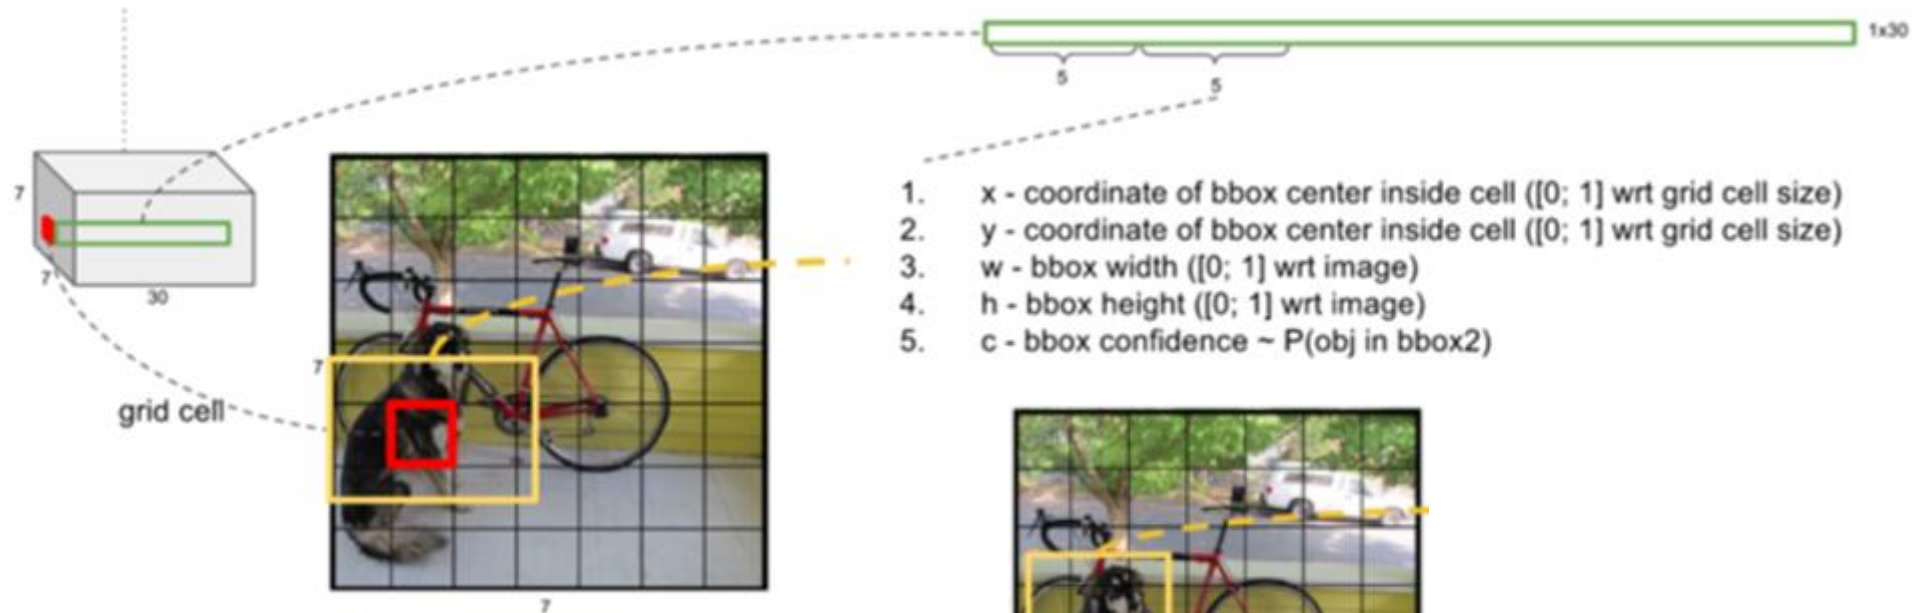 1x30
5
5
7
7
30
1. x - coordinate of bbox center inside cell ([0; 1] wrt grid cell size)
2. y - coordinate of bbox center inside cell ([0; 1] wrt grid cell size)
3. w - bbox width ([0; 1] wrt image)
4. h - bbox height ([0; 1] wrt image)
5. c - bbox confidence ~ P(obj in bbox2)
7
grid cell
7